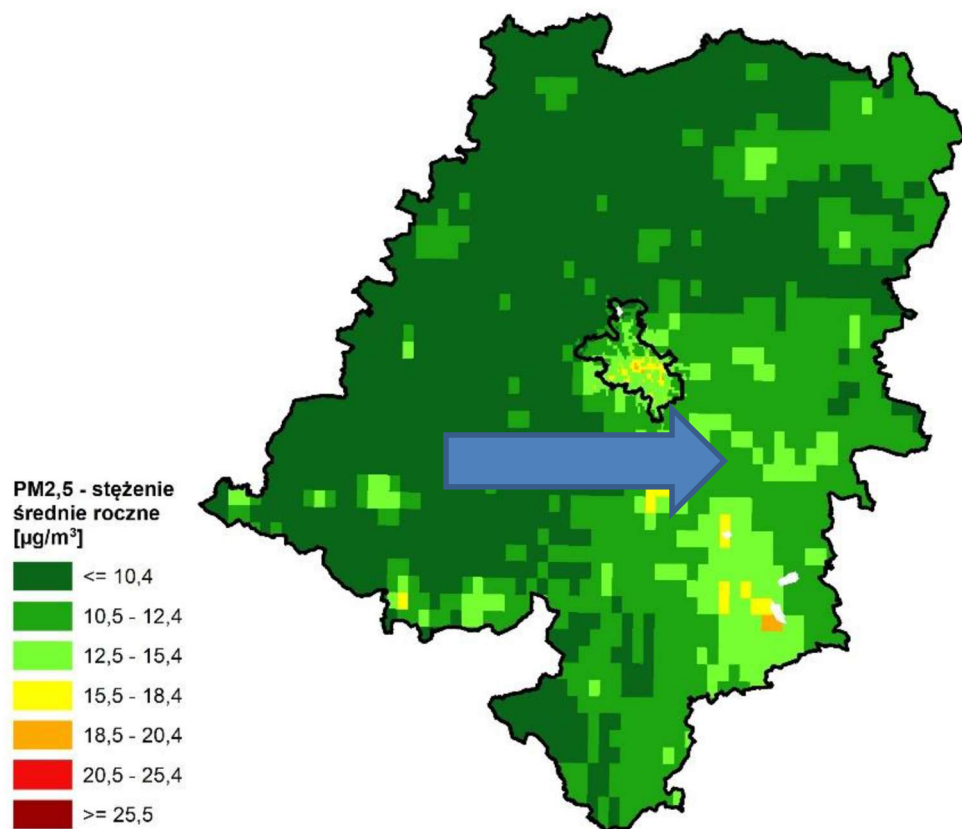 PM2,5 - stężenie
średnie roczne
[µg/m³]
<= 10,4
10,5 - 12,4
12,5 - 15,4
15,5 - 18,4
18,5 - 20,4
20,5 - 25,4
>= 25,5